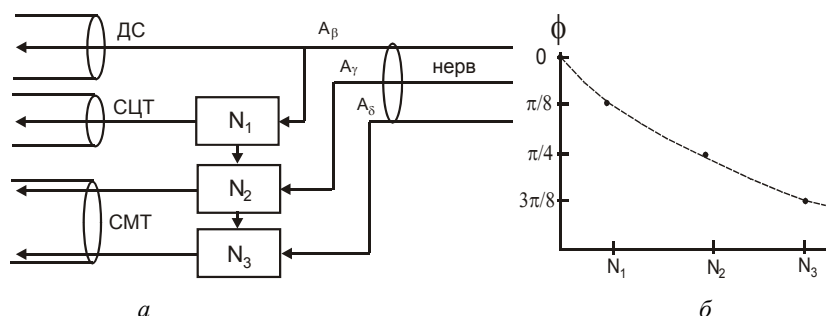 ДС
Aβ
Aγ
нерв
Aδ
СЦТ
N₁
N₂
СМТ
N₃
а
ϕ
0
π/8
π/4
3π/8
N₁ N₂ N₃
б